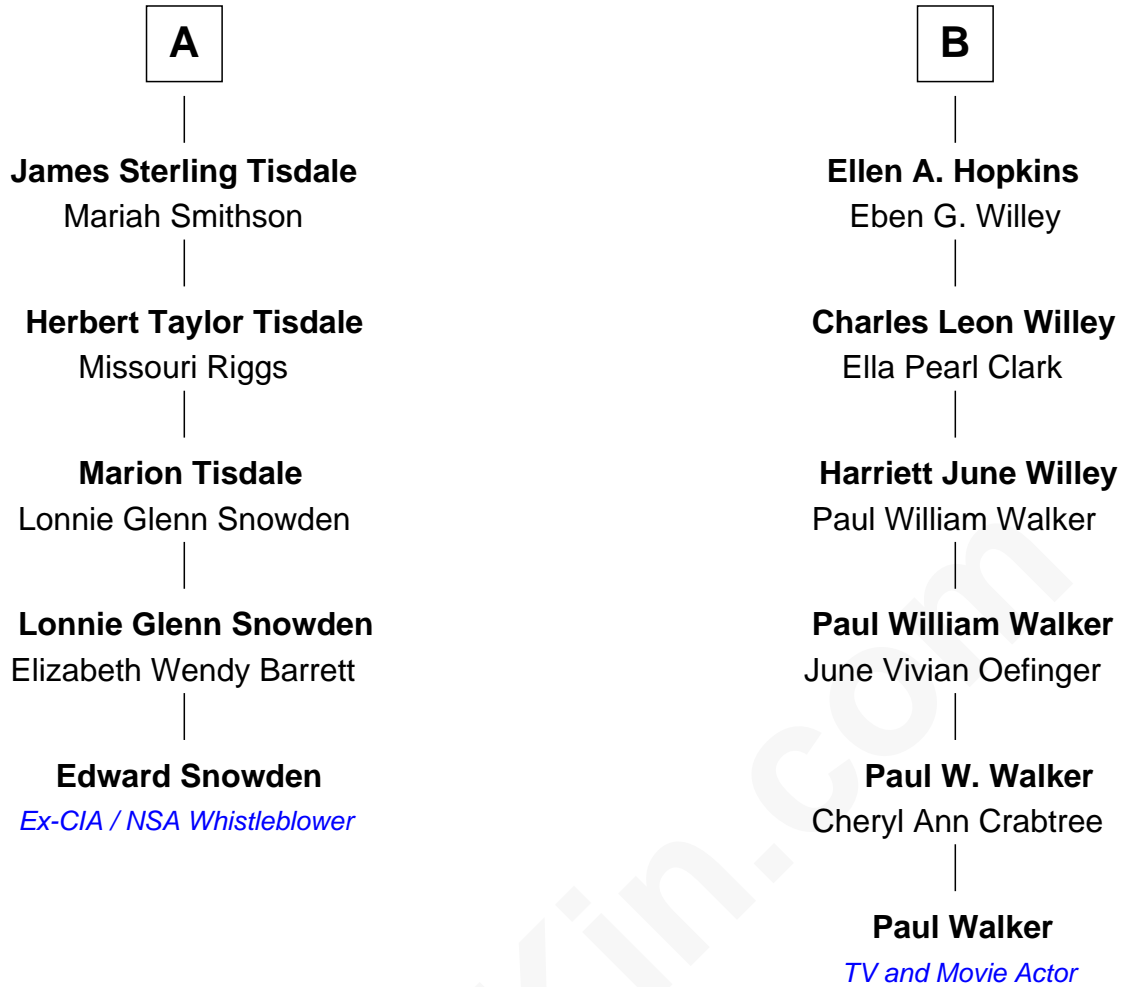 A
James Sterling Tisdale
Mariah Smithson
Herbert Taylor Tisdale
Missouri Riggs
Marion Tisdale
Lonnie Glenn Snowden
Lonnie Glenn Snowden
Elizabeth Wendy Barrett
Edward Snowden
Ex-CIA / NSA Whistleblower
B
Ellen A. Hopkins
Eben G. Willey
Charles Leon Willey
Ella Pearl Clark
Harriett June Willey
Paul William Walker
Paul William Walker
June Vivian Oefinger
Paul W. Walker
Cheryl Ann Crabtree
Paul Walker
TV and Movie Actor
Kin.com